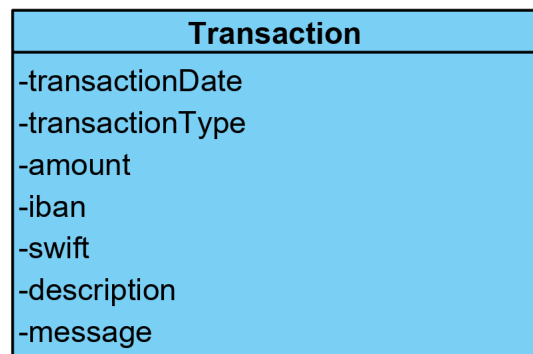 Transaction
-transactionDate
-transactionType
-amount
-iban
-swift
-description
-message